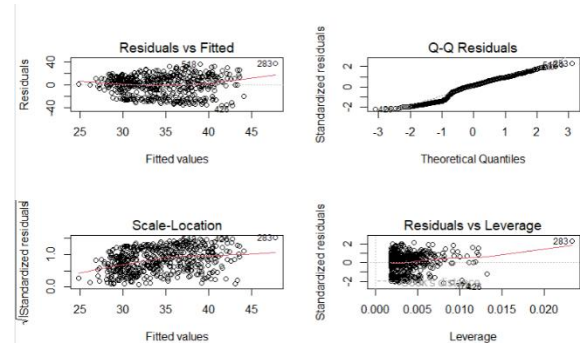 Residuals vs Fitted
Residuals
40
0
-40
283
25 30 35 40 45
Fitted values
Q-Q Residuals
Standardized residuals
2
0
-2
283
-3 -2 -1 0 1 2 3
Theoretical Quantiles
Scale-Location
√|Standardized residuals
1.0
0.0
283
25 30 35 40 45
Fitted values
Residuals vs Leverage
Standardized residuals
2
0
-2
283
0.000 0.005 0.010 0.015 0.020
Leverage